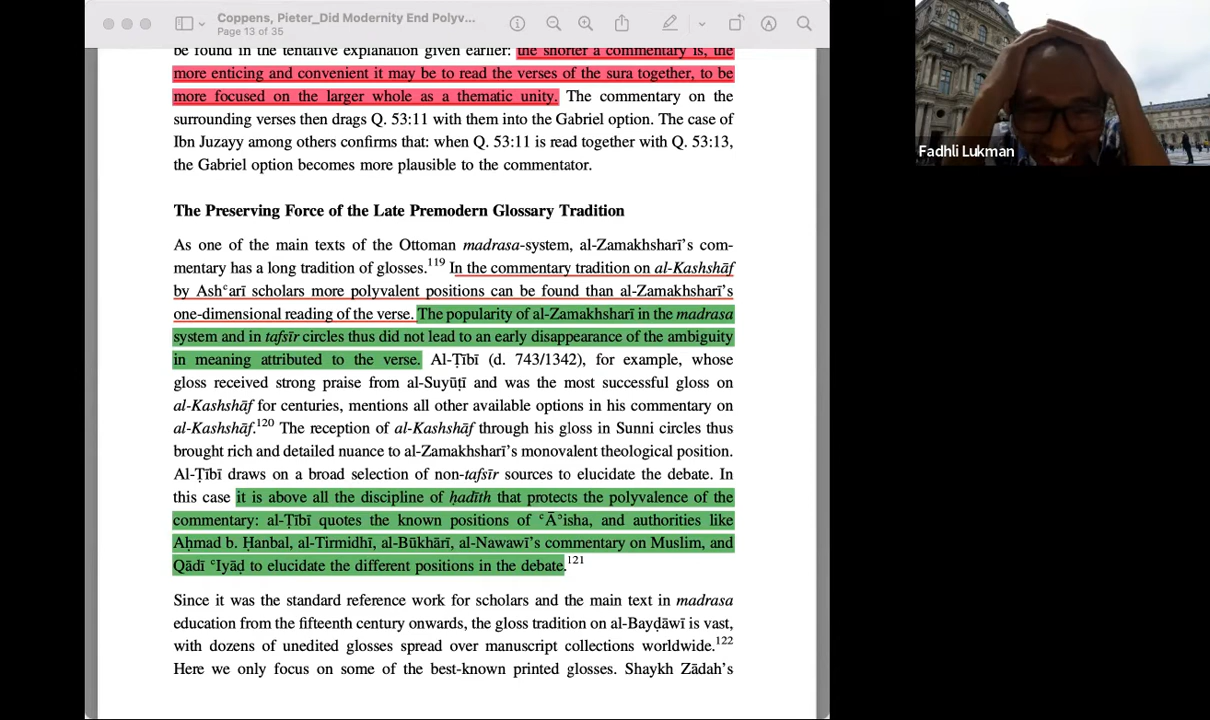 Coppens, Pieter_Did Modernity End Polyv...
Page 13 of 35
be found in the tentative explanation given earlier: the shorter a commentary is, the
more enticing and convenient it may be to read the verses of the sura together, to be
more focused on the larger whole as a thematic unity. The commentary on the
surrounding verses then drags Q. 53:11 with them into the Gabriel option. The case of
Ibn Juzayy among others confirms that: when Q. 53:11 is read together with Q. 53:13,
the Gabriel option becomes more plausible to the commentator.
The Preserving Force of the Late Premodern Glossary Tradition
As one of the main texts of the Ottoman madrasa-system, al-Zamakhsharī’s com-
mentary has a long tradition of glosses.119 In the commentary tradition on al-Kashshāf
by Ashʿarī scholars more polyvalent positions can be found than al-Zamakhsharī’s
one-dimensional reading of the verse. The popularity of al-Zamakhsharī in the madrasa
system and in tafsīr circles thus did not lead to an early disappearance of the ambiguity
in meaning attributed to the verse. Al-Ṭībī (d. 743/1342), for example, whose
gloss received strong praise from al-Suyūṭī and was the most successful gloss on
al-Kashshāf for centuries, mentions all other available options in his commentary on
al-Kashshāf.120 The reception of al-Kashshāf through his gloss in Sunni circles thus
brought rich and detailed nuance to al-Zamakhsharī’s monovalent theological position.
Al-Ṭībī draws on a broad selection of non-tafsīr sources to elucidate the debate. In
this case it is above all the discipline of ḥadīth that protects the polyvalence of the
commentary: al-Ṭībī quotes the known positions of ʿĀʾisha, and authorities like
Aḥmad b. Ḥanbal, al-Tirmidhī, al-Būkhārī, al-Nawawī’s commentary on Muslim, and
Qāḍī ʿIyāḍ to elucidate the different positions in the debate.121
Since it was the standard reference work for scholars and the main text in madrasa
education from the fifteenth century onwards, the gloss tradition on al-Bayḍāwī is vast,
with dozens of unedited glosses spread over manuscript collections worldwide.122
Here we only focus on some of the best-known printed glosses. Shaykh Zādah’s
Fadhli Lukman